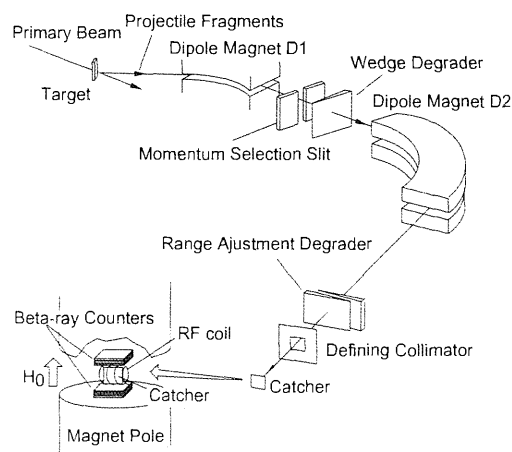 Projectile Fragments
Primary Beam
Dipole Magnet D1
Wedge Degrader
Target
Dipole Magnet D2
Momentum Selection Slit
Range Ajustment Degrader
Beta-ray Counters
RF coil
Defining Collimator
H0
Catcher
Catcher
Magnet Pole